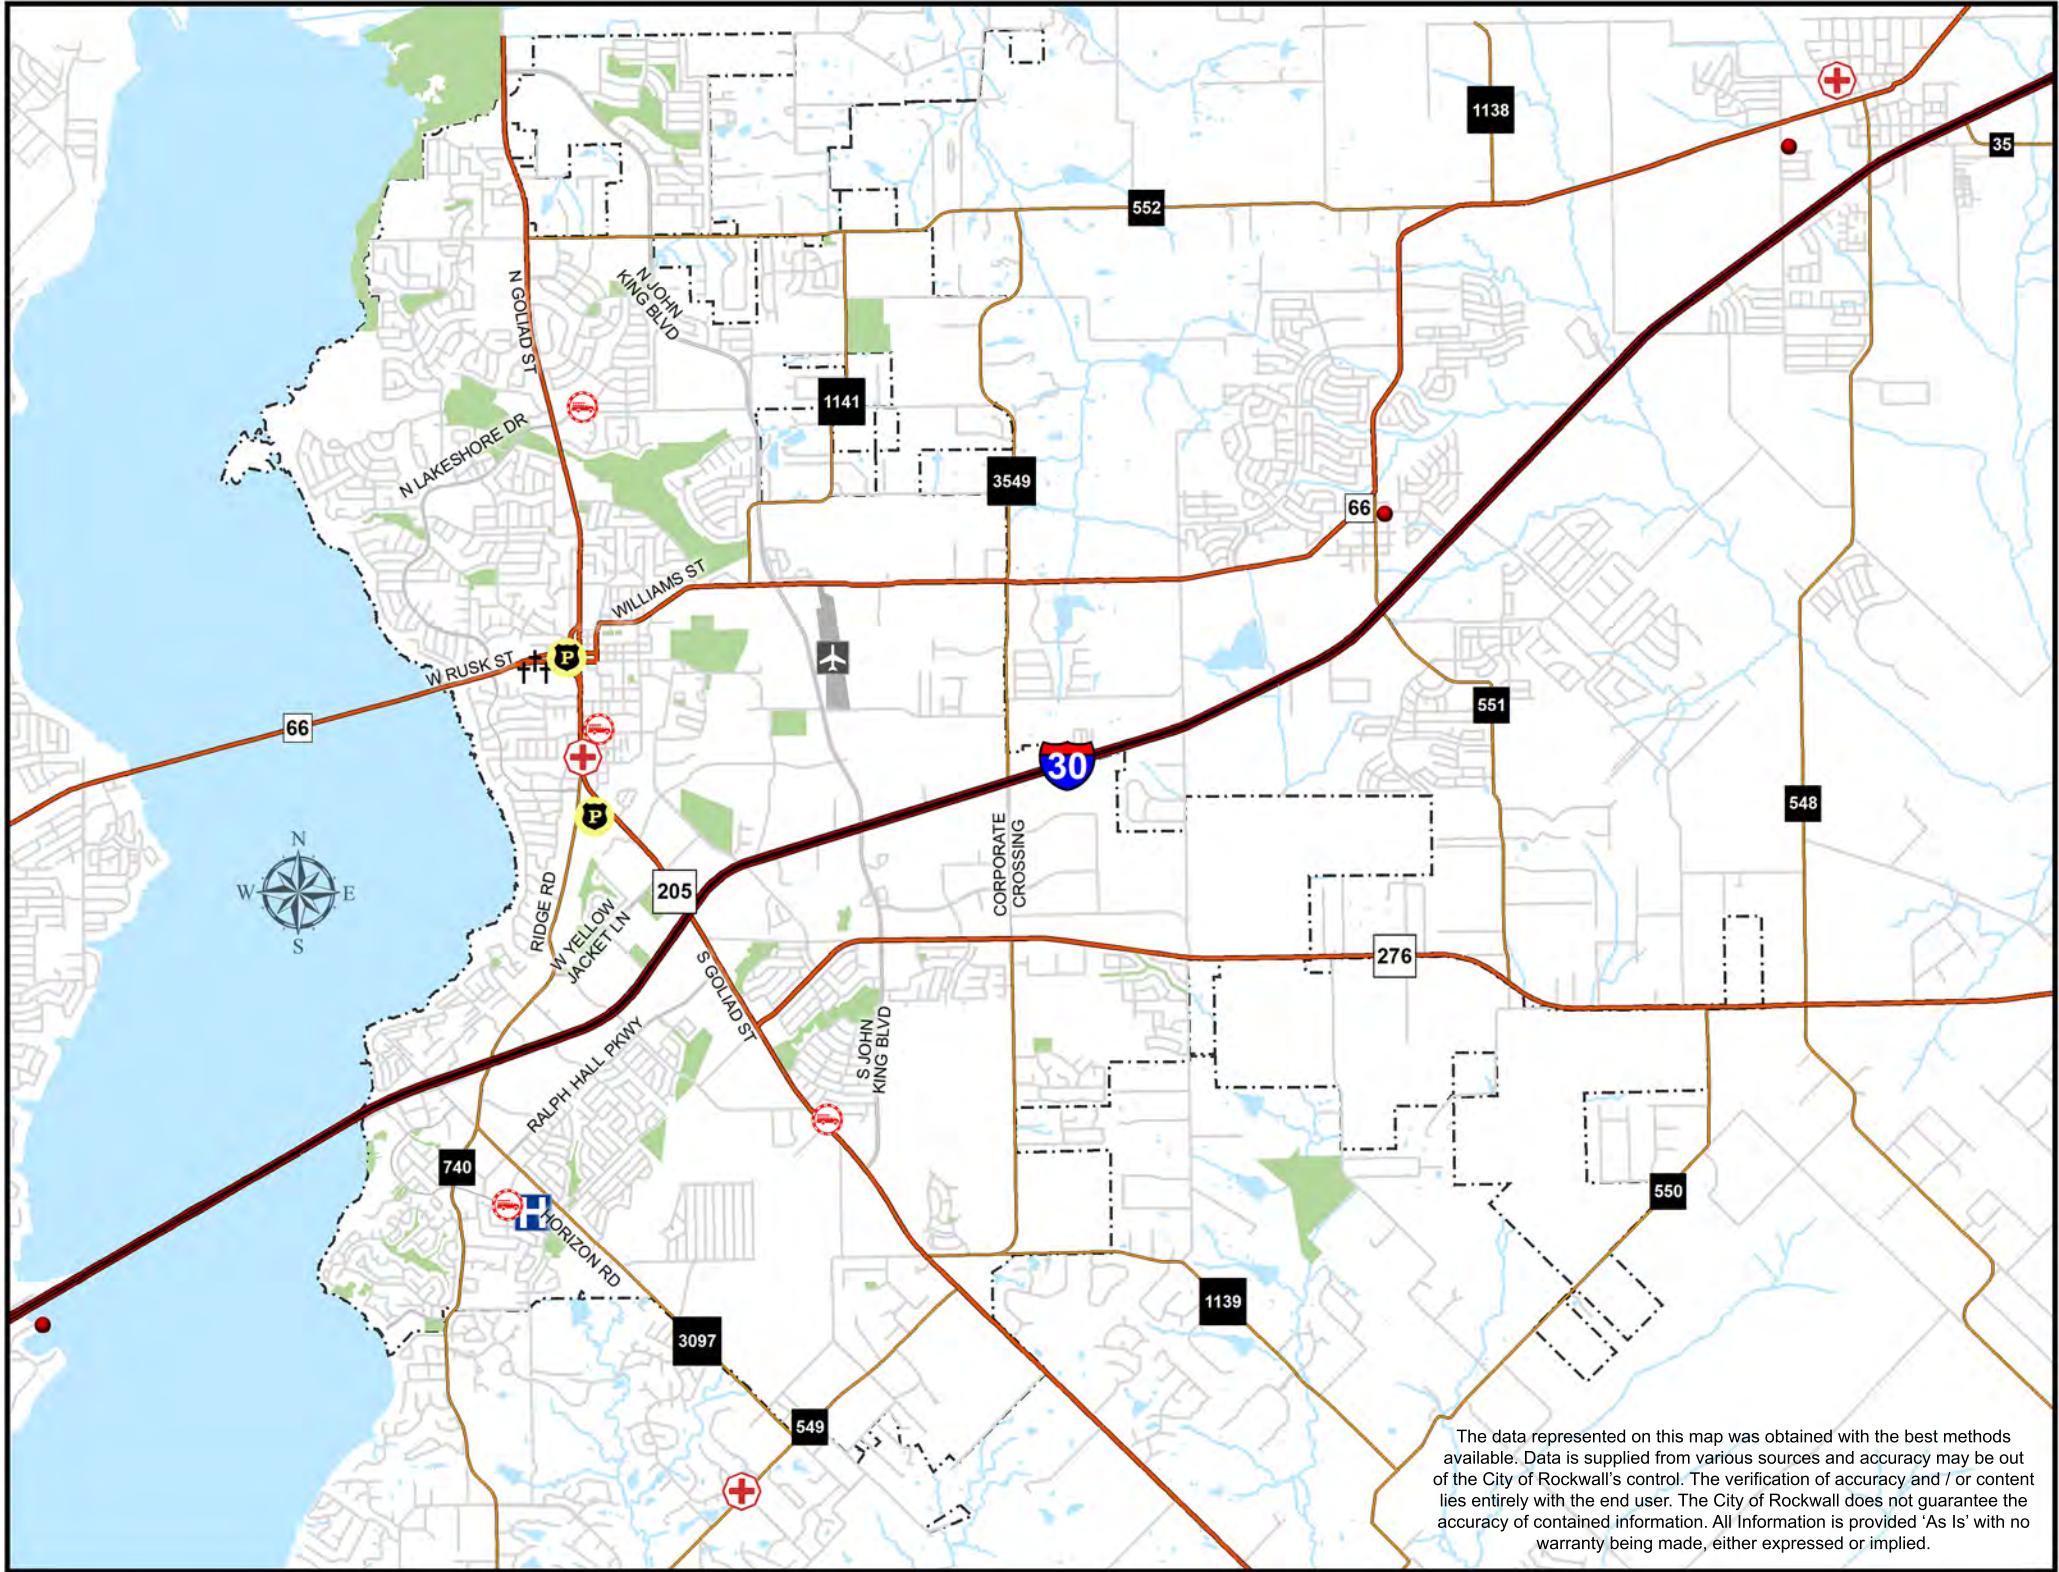 1138
35
552
N GOLIAD ST
N JOHN
KING BLVD
1141
N LAKESHORE DR
3549
66
WILLIAMS ST
P
W RUSK ST
66
551
30
548
P
N
W
E
S
205
CORPORATE
CROSSING
RIDGE RD
W YELLOW
JACKET LN
276
S GOLIAD ST
S JOHN
KING BLVD
RALPH HALL PKWY
740
550
H
HORIZON RD
1139
3097
549
The data represented on this map was obtained with the best methods
available. Data is supplied from various sources and accuracy may be out
of the City of Rockwall's control. The verification of accuracy and / or content
lies entirely with the end user. The City of Rockwall does not guarantee the
accuracy of contained information. All Information is provided ‘As Is’ with no
warranty being made, either expressed or implied.